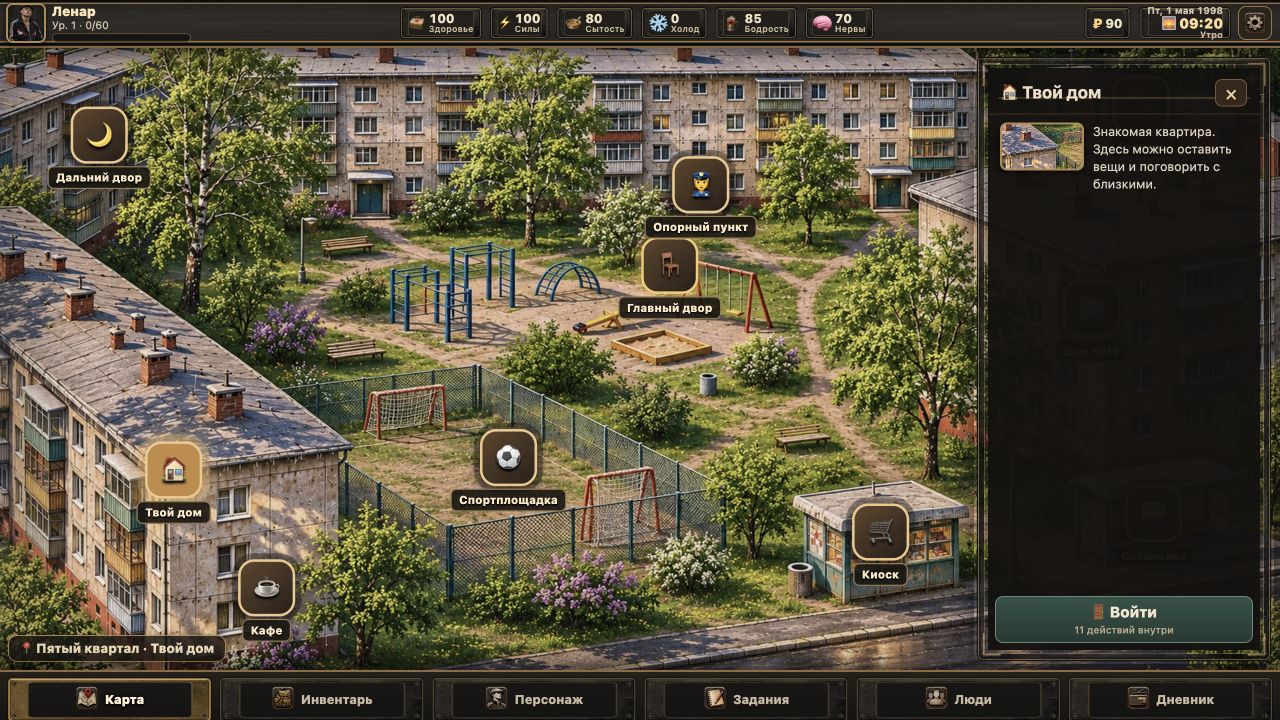 Ленар
Ур. 1 · 0/60
100
Здоровье
100
Силы
80
Сытость
0
Холод
85
Бодрость
70
Нервы
₽ 90
Пт, 1 мая 1998
09:20
Утро
Дальний двор
Опорный пункт
Главный двор
Спортплощадка
Твой дом
Киоск
Кафе
Пятый квартал · Твой дом
Твой дом
×
Знакомая квартира.
Здесь можно оставить
вещи и поговорить с
близкими.
Дом №12
Остановка
Войти
11 действий внутри
Карта
Инвентарь
Персонаж
Задания
Люди
Дневник